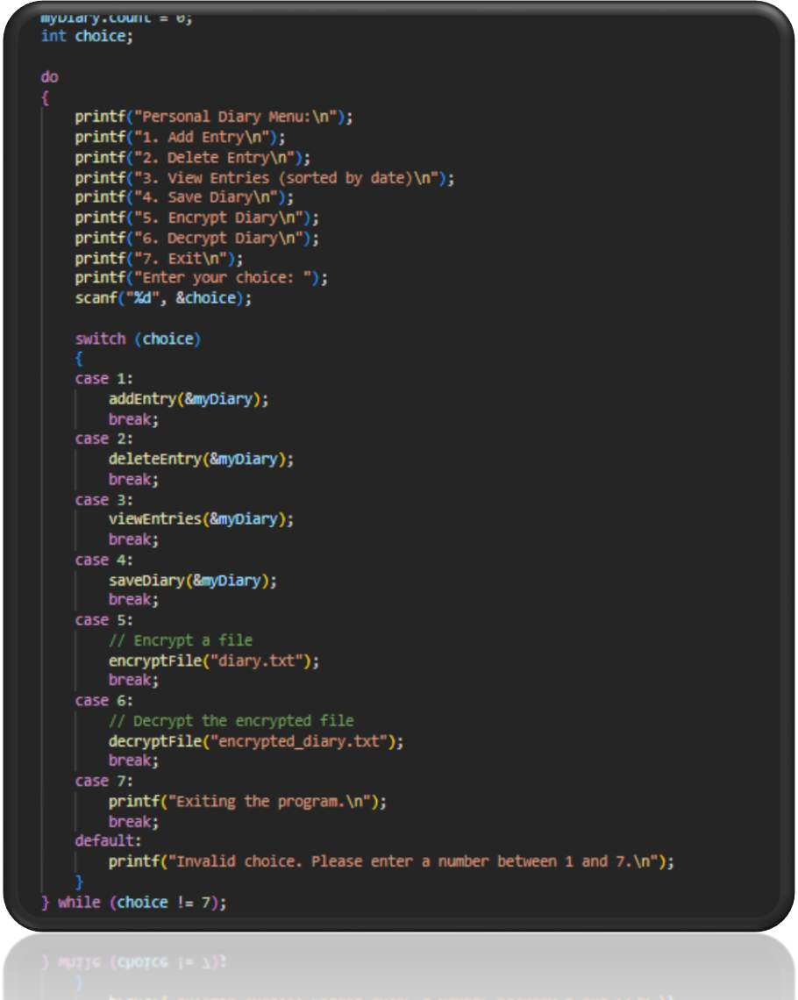 myDiary.count = 0;
int choice;
do
{
printf("Personal Diary Menu:\n");
printf("1. Add Entry\n");
printf("2. Delete Entry\n");
printf("3. View Entries (sorted by date)\n");
printf("4. Save Diary\n");
printf("5. Encrypt Diary\n");
printf("6. Decrypt Diary\n");
printf("7. Exit\n");
printf("Enter your choice: ");
scanf("%d", &choice);
switch (choice)
{
case 1:
addEntry(&myDiary);
break;
case 2:
deleteEntry(&myDiary);
break;
case 3:
viewEntries(&myDiary);
break;
case 4:
saveDiary(&myDiary);
break;
case 5:
// Encrypt a file
encryptFile("diary.txt");
break;
case 6:
// Decrypt the encrypted file
decryptFile("encrypted_diary.txt");
break;
case 7:
printf("Exiting the program.\n");
break;
default:
printf("Invalid choice. Please enter a number between 1 and 7.\n");
}
} while (choice != 7);